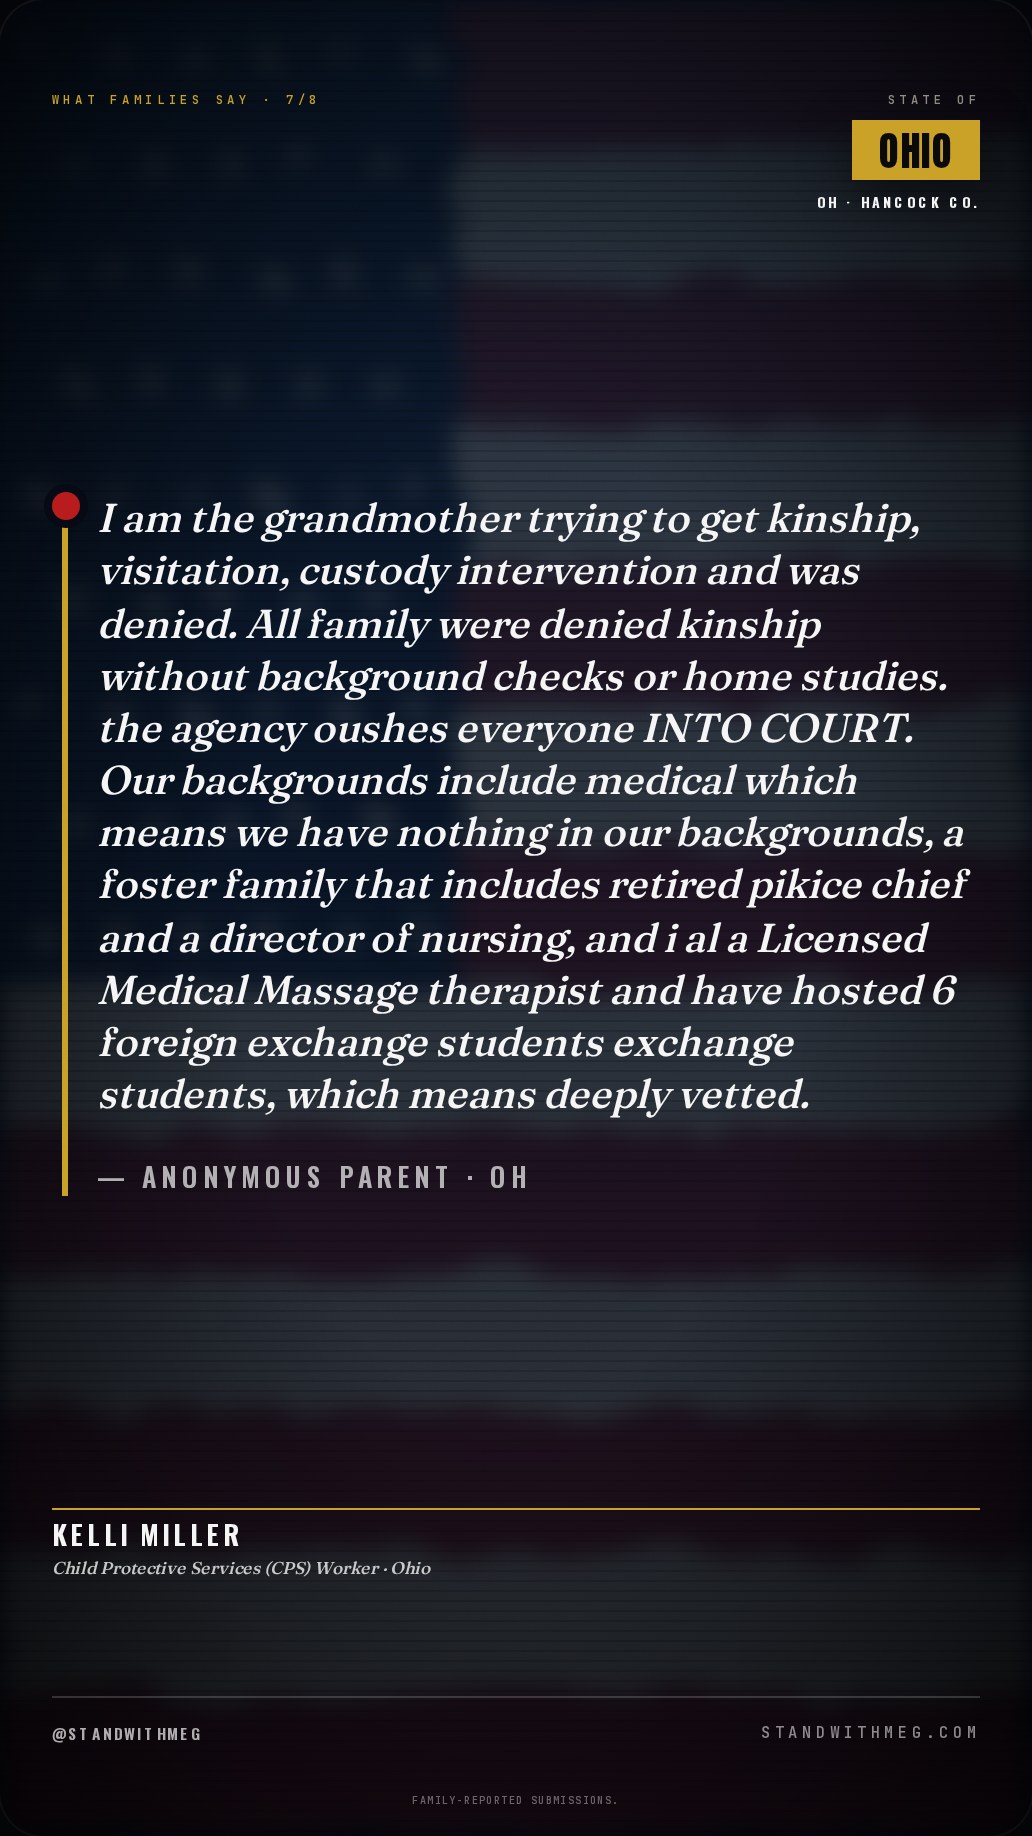 WHAT FAMILIES SAY · 7/8
STATE OF
OHIO
OH · HANCOCK CO.
I am the grandmother trying to get kinship,
visitation, custody intervention and was
denied. All family were denied kinship
without background checks or home studies.
the agency oushes everyone INTO COURT.
Our backgrounds include medical which
means we have nothing in our backgrounds, a
foster family that includes retired pikice chief
and a director of nursing, and i al a Licensed
Medical Massage therapist and have hosted 6
foreign exchange students exchange
students, which means deeply vetted.
— ANONYMOUS PARENT · OH
KELLI MILLER
Child Protective Services (CPS) Worker · Ohio
@STANDWITHMEG
STANDWITHMEG.COM
FAMILY-REPORTED SUBMISSIONS.